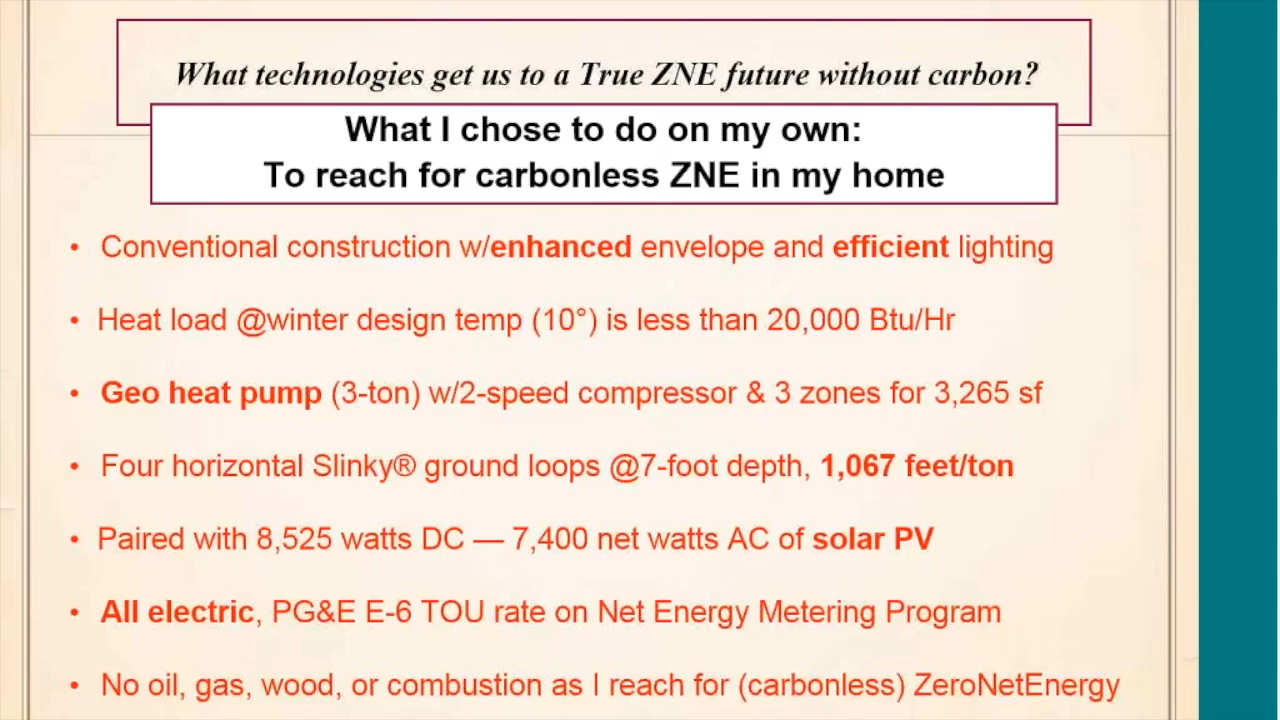 What technologies get us to a True ZNE future without carbon?
What I chose to do on my own:
To reach for carbonless ZNE in my home
• Conventional construction w/enhanced envelope and efficient lighting
• Heat load @winter design temp (10°) is less than 20,000 Btu/Hr
• Geo heat pump (3-ton) w/2-speed compressor & 3 zones for 3,265 sf
• Four horizontal Slinky® ground loops @7-foot depth, 1,067 feet/ton
• Paired with 8,525 watts DC — 7,400 net watts AC of solar PV
• All electric, PG&E E-6 TOU rate on Net Energy Metering Program
• No oil, gas, wood, or combustion as I reach for (carbonless) ZeroNetEnergy